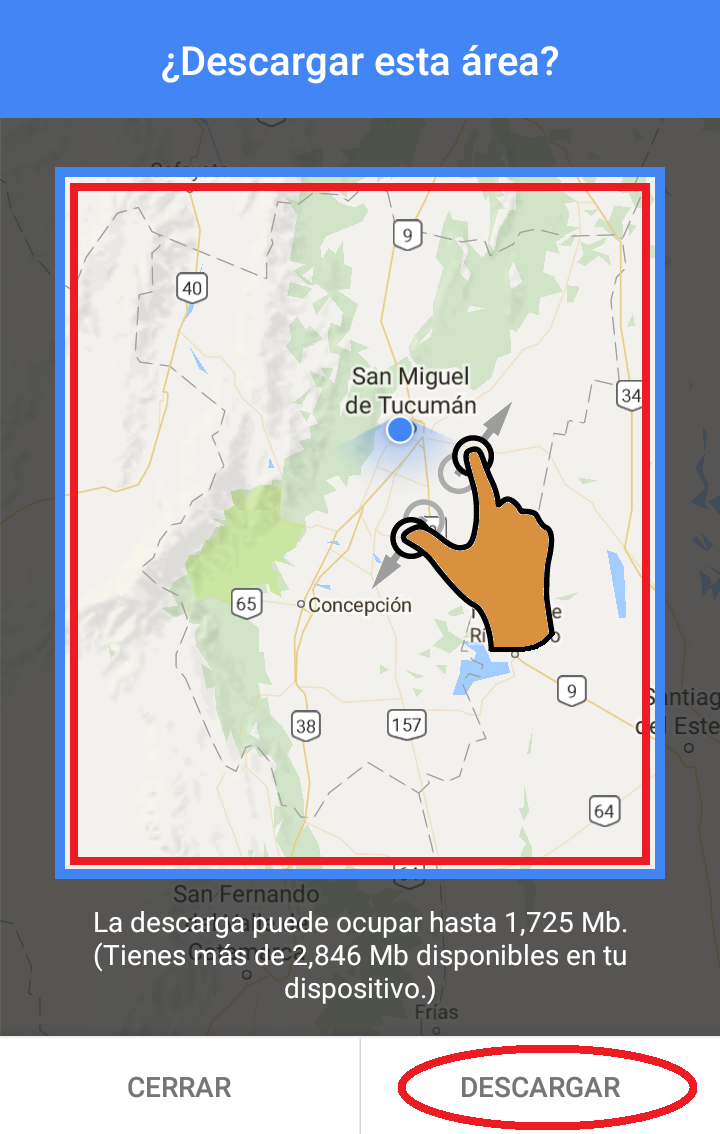 ¿Descargar esta área?
9
40
San Miguel
de Tucumán
34
65
Concepción
9
Santiag
del Este
38
157
64
San Fernando
La descarga puede ocupar hasta 1,725 Mb.
(Tienes más de 2,846 Mb disponibles en tu
dispositivo.)
Frías
CERRAR
DESCARGAR